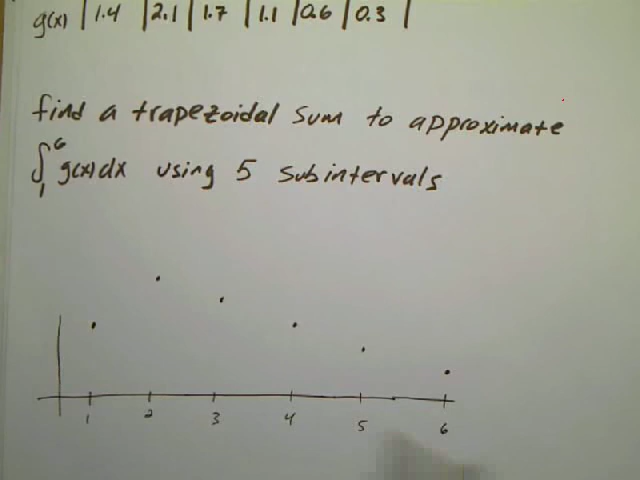 g(x) | 1.4 | 2.1 | 1.7 | 1.1 | 0.6 | 0.3 |
find a trapezoidal sum to approximate
∫₁⁶ g(x)dx using 5 subintervals
1 2 3 4 5 6